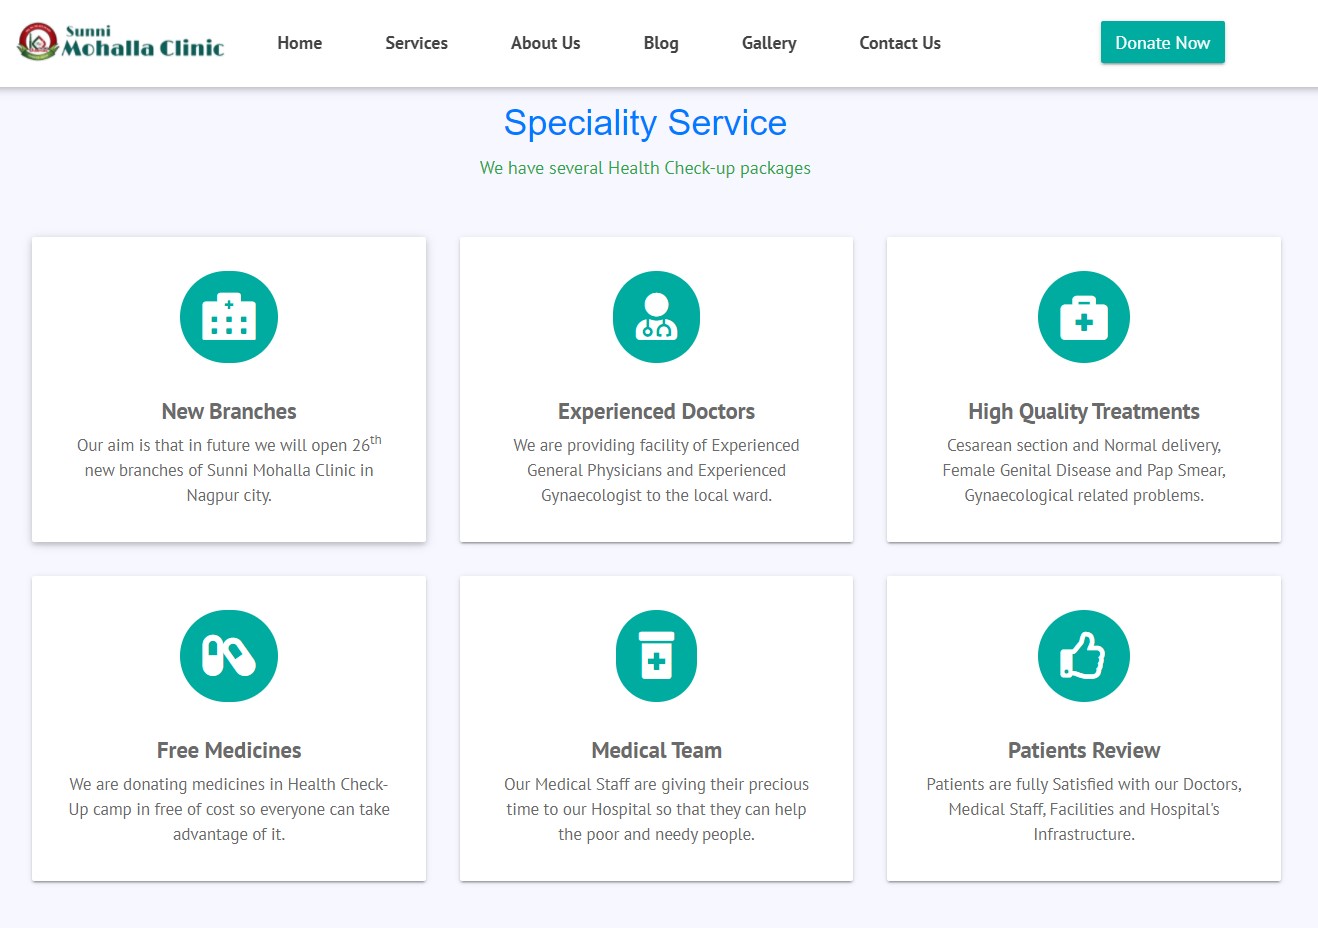 Sunni
Mohalla Clinic
Home
Services
About Us
Blog
Gallery
Contact Us
Donate Now
Speciality Service
We have several Health Check-up packages
New Branches
Our aim is that in future we will open 26th
new branches of Sunni Mohalla Clinic in
Nagpur city.
Experienced Doctors
We are providing facility of Experienced
General Physicians and Experienced
Gynaecologist to the local ward.
High Quality Treatments
Cesarean section and Normal delivery,
Female Genital Disease and Pap Smear,
Gynaecological related problems.
Free Medicines
We are donating medicines in Health Check-
Up camp in free of cost so everyone can take
advantage of it.
Medical Team
Our Medical Staff are giving their precious
time to our Hospital so that they can help
the poor and needy people.
Patients Review
Patients are fully Satisfied with our Doctors,
Medical Staff, Facilities and Hospital's
Infrastructure.